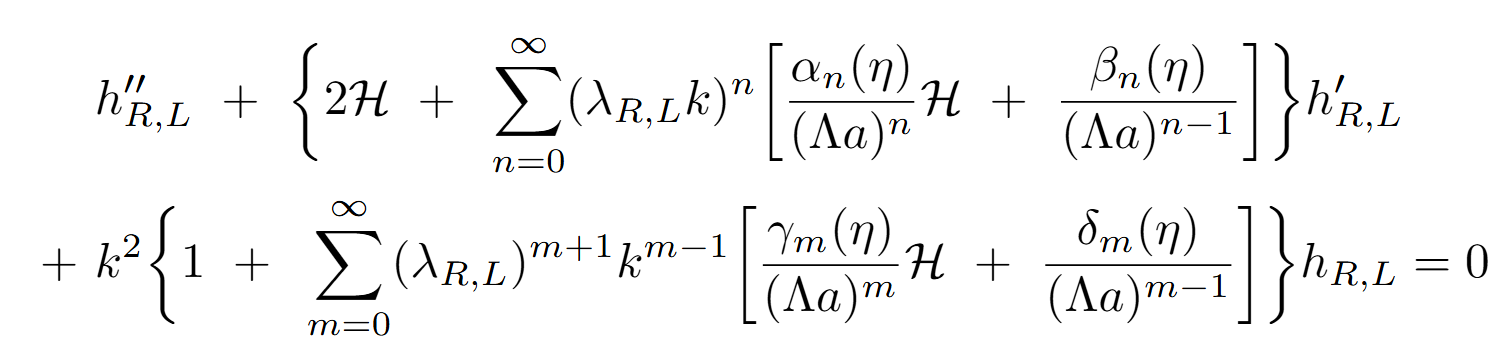 h''_{R,L} + \left\{ 2\mathcal{H} + \sum_{n=0}^{\infty} (\lambda_{R,L} k)^n \left[ \frac{\alpha_n(\eta)}{(\Lambda a)^n} \mathcal{H} + \frac{\beta_n(\eta)}{(\Lambda a)^{n-1}} \right] \right\} h'_{R,L}
+ k^2 \left\{ 1 + \sum_{m=0}^{\infty} (\lambda_{R,L})^{m+1} k^{m-1} \left[ \frac{\gamma_m(\eta)}{(\Lambda a)^m} \mathcal{H} + \frac{\delta_m(\eta)}{(\Lambda a)^{m-1}} \right] \right\} h_{R,L} = 0